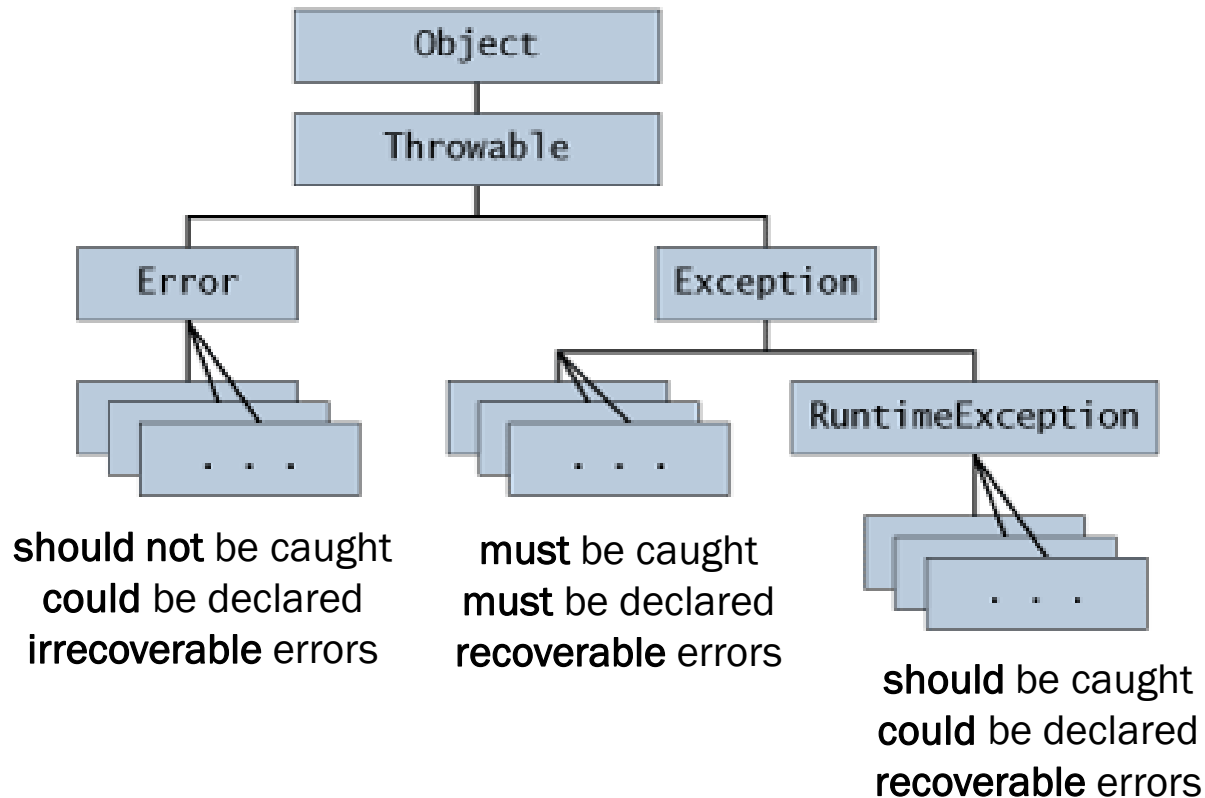 Object
Throwable
Error
Exception
RuntimeException
. . .
. . .
. . .
should not be caught
could be declared
irrecoverable errors
must be caught
must be declared
recoverable errors
should be caught
could be declared
recoverable errors